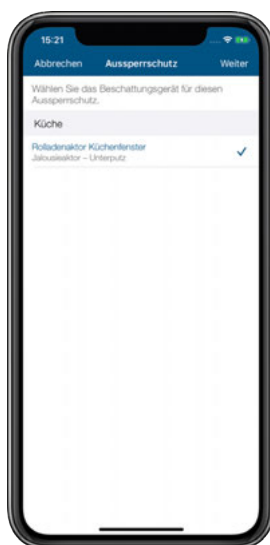 15:21
Abbrechen Aussperrschutz Weiter
Wählen Sie das Beschattungsgerät für diesen
Aussperrschutz.
Küche
Rolladenaktor Küchenfenster
Jalousieaktor – Unterputz